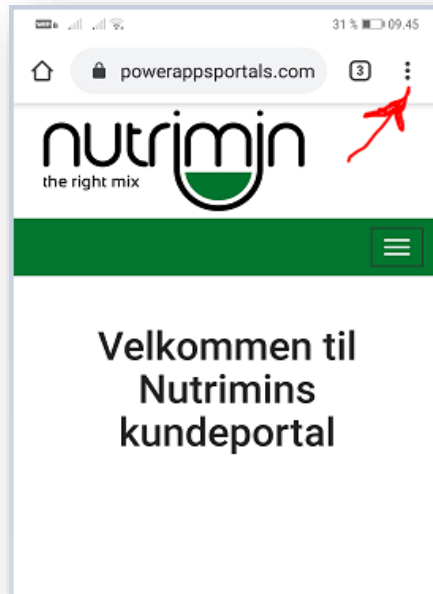 31 % 09.45
powerappsportals.com 3
nutrimin
the right mix
Velkommen til
Nutrimins
kundeportal